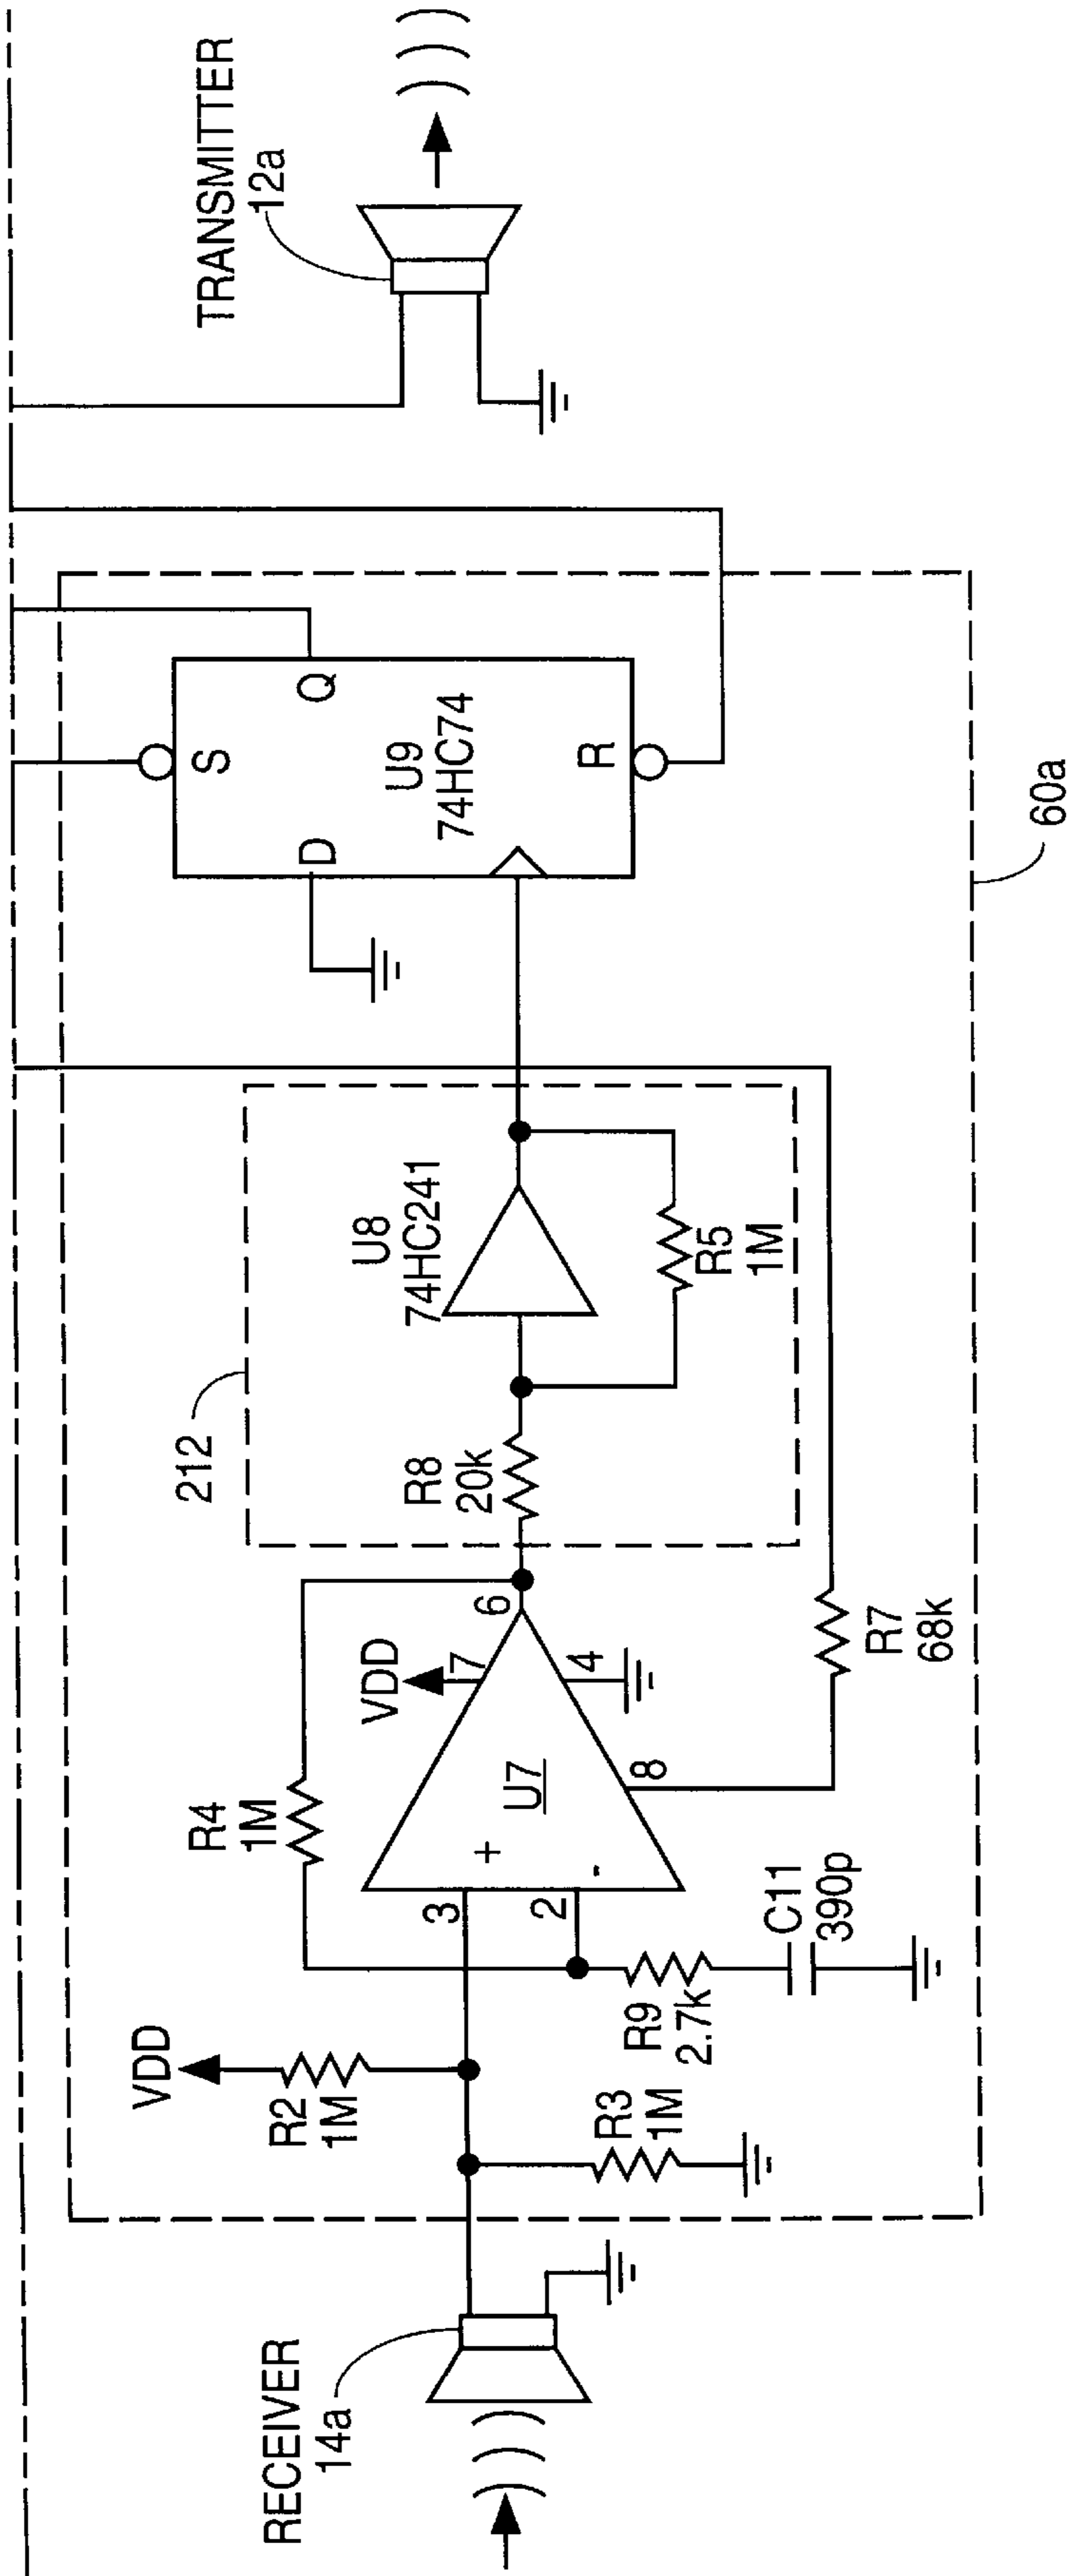 RECEIVER
14a
VDD
R2
1M
R3
1M
R9
2.7k
C11
390p
R4
1M
3
2
+
-
U7
VDD
7
6
4
8
R7
68k
212
R8
20k
U8
74HC241
R5
1M
D
S
Q
U9
74HC74
R
60a
TRANSMITTER
12a